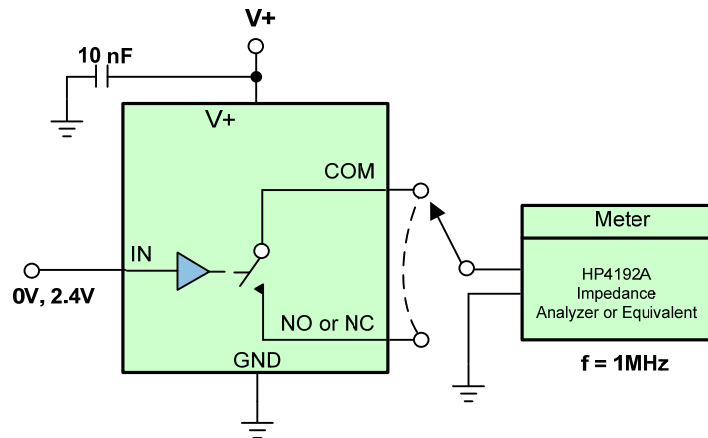 V+
10 nF
V+
COM
Meter
IN
HP4192A
Impedance
Analyzer or Equivalent
0V, 2.4V
NO or NC
GND
f = 1MHz